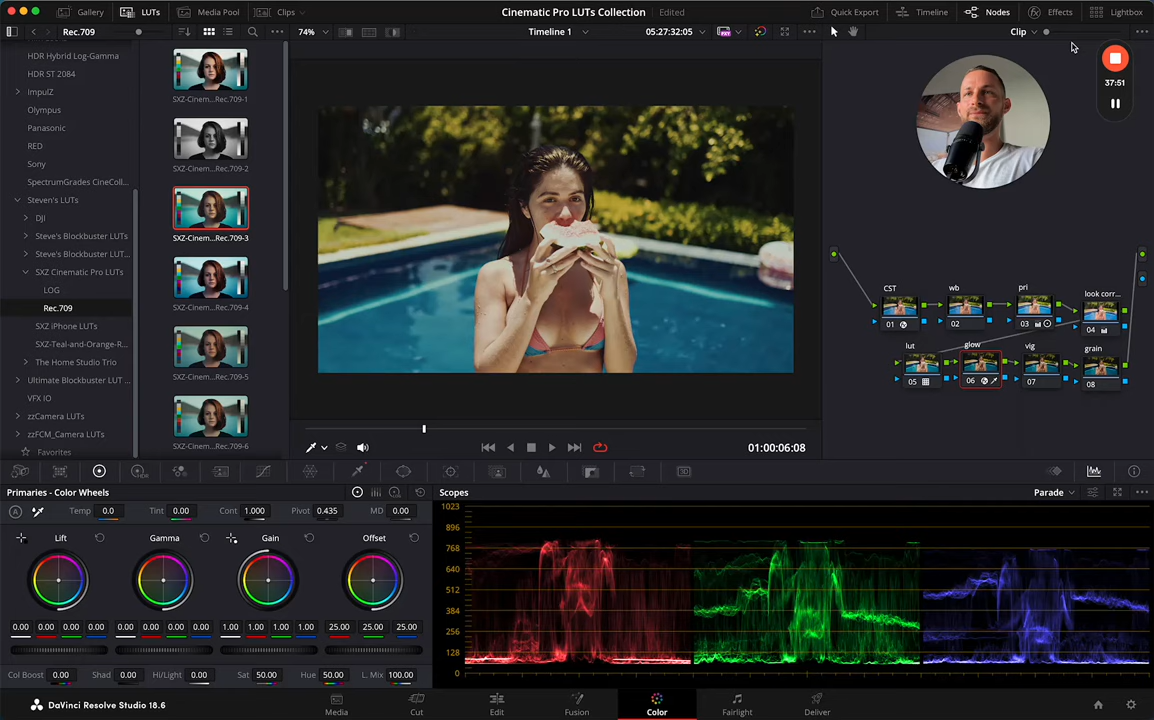 Gallery LUTs Media Pool Clips Cinematic Pro LUTs Collection Edited Quick Export Timeline Nodes Effects Lightbox
Rec.709 74% Timeline 1 05:27:32:05 Clip
HDR Hybrid Log-Gamma
HDR ST 2084
ImpulZ
Olympus
Panasonic
RED
Sony
SpectrumGrades CineColl...
Steven's LUTs
DJI
Steve's Blockbuster LUTs
Steve's Blockbuster LUT...
SXZ Cinematic Pro LUTs
LOG
Rec.709
SXZ iPhone LUTs
SXZ-Teal-and-Orange-R...
The Home Studio Trio
Ultimate Blockbuster LUT ...
VFX IO
zzCamera LUTs
zzFCM_Camera LUTs
Favorites
SXZ-Cinem...Rec.709-1
SXZ-Cinem...Rec.709-2
SXZ-Cinem...Rec.709-3
SXZ-Cinem...Rec.709-4
SXZ-Cinem...Rec.709-5
SXZ-Cinem...Rec.709-6
37:51
CST wb pri look corr...
01 02 03 04
lut glow vig grain
05 06 07 08
01:00:06:08
Primaries - Color Wheels
Temp 0.0 Tint 0.00 Cont 1.000 Pivot 0.435 MD 0.00
Lift Gamma Gain Offset
0.00 0.00 0.00 0.00 0.00 0.00 0.00 0.00 1.00 1.00 1.00 1.00 25.00 25.00 25.00
Col Boost 0.00 Shad 0.00 Hi/Light 0.00 Sat 50.00 Hue 50.00 L. Mix 100.00
Scopes Parade
1023
896
768
640
512
384
256
128
0
DaVinci Resolve Studio 18.6 Media Cut Edit Fusion Color Fairlight Deliver